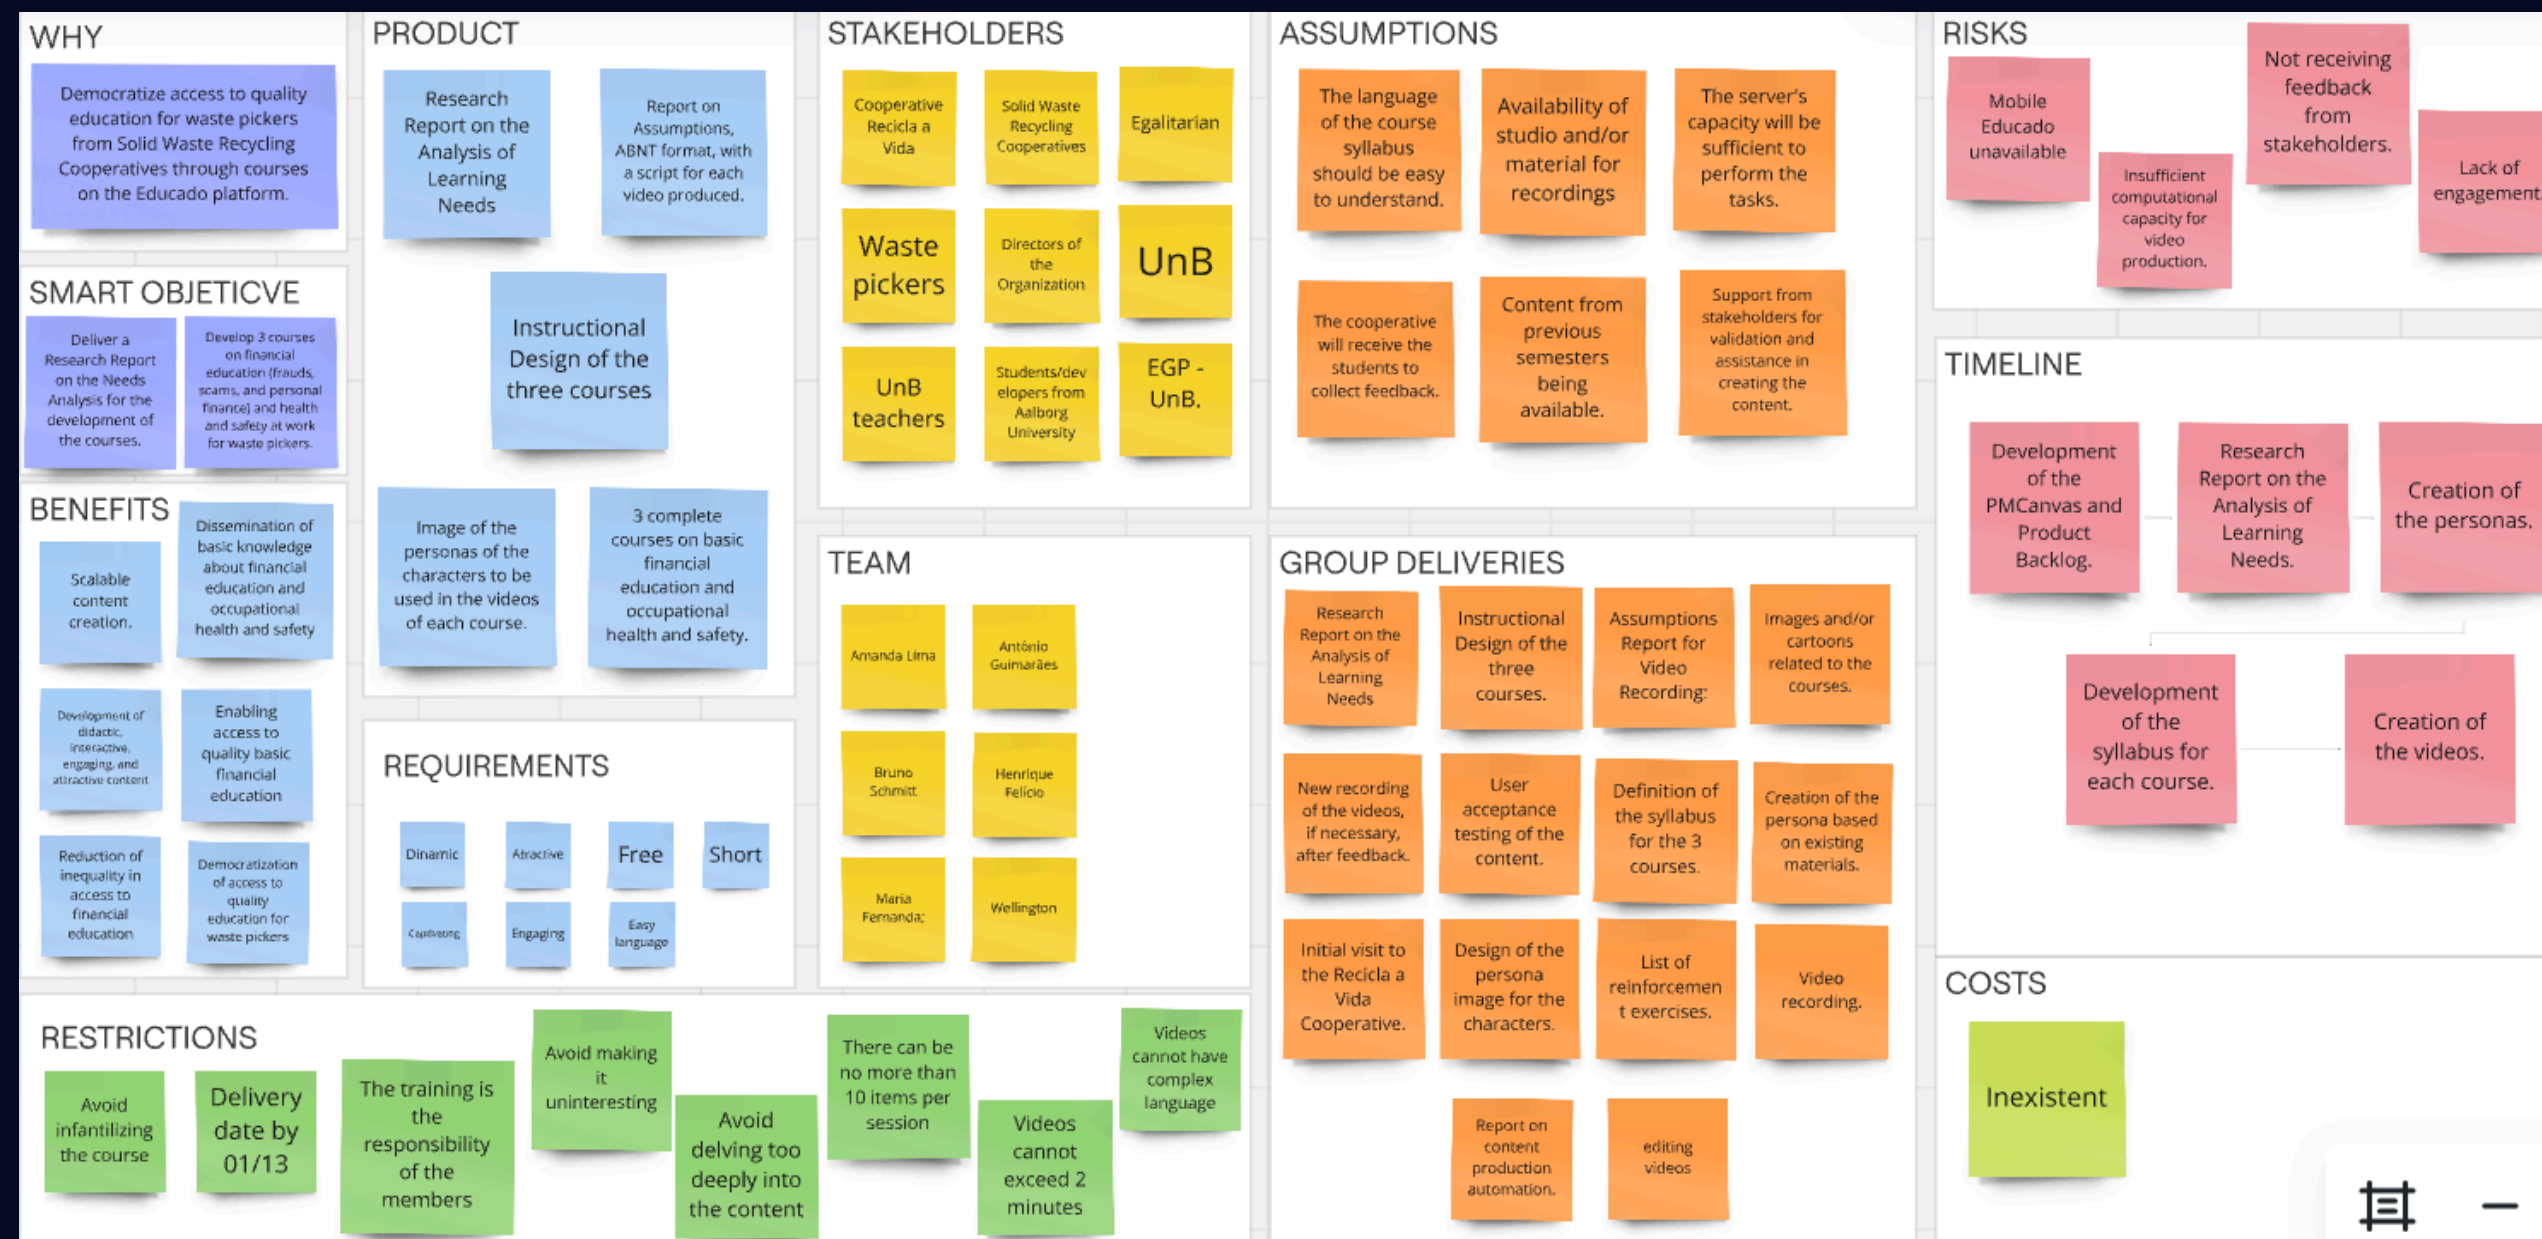 WHY
Democratize access to quality
education for waste pickers
from Solid Waste Recycling
Cooperatives through courses
on the Educado platform.
SMART OBJETICVE
Deliver a
Research Report
on the Needs
Analysis for the
development of
the courses.
Develop 3 courses
on financial
education (frauds,
scams, and personal
finance) and health
and safety at work
for waste pickers.
BENEFITS
Scalable
content
creation.
Dissemination of
basic knowledge
about financial
education and
occupational
health and safety
Development of
didactic,
interactive,
engaging, and
attractive content
Enabling
access to
quality basic
financial
education
Reduction of
inequality in
access to
financial
education
Democratization
of access to
quality
education for
waste pickers
PRODUCT
Research
Report on the
Analysis of
Learning
Needs
Report on
Assumptions,
ABNT format, with
a script for each
video produced.
Instructional
Design of the
three courses
Image of the
personas of the
characters to be
used in the videos
of each course.
3 complete
courses on basic
financial
education and
occupational
health and safety.
REQUIREMENTS
Dinamic
Atractive
Free
Short
Captivating
Engaging
Easy
language
STAKEHOLDERS
Cooperative
Recicla a
Vida
Solid Waste
Recycling
Cooperatives
Egalitarian
Waste
pickers
Directors of
the
Organization
UnB
UnB
teachers
Students/dev
elopers from
Aalborg
University
EGP -
UnB.
TEAM
Amanda Lima
Antônio
Guimarães
Bruno
Schmitt
Henrique
Felício
Maria
Fernanda;
Wellington
RESTRICTIONS
Avoid
infantilizing
the course
Delivery
date by
01/13
The training is
the
responsibility
of the
members
Avoid making
it
uninteresting
Avoid
delving too
deeply into
the content
There can be
no more than
10 items per
session
Videos
cannot
exceed 2
minutes
Videos
cannot have
complex
language
ASSUMPTIONS
The language
of the course
syllabus
should be easy
to understand.
Availability of
studio and/or
material for
recordings
The server's
capacity will be
sufficient to
perform the
tasks.
The cooperative
will receive the
students to
collect feedback.
Content from
previous
semesters
being
available.
Support from
stakeholders for
validation and
assistance in
creating the
content.
GROUP DELIVERIES
Research
Report on the
Analysis of
Learning
Needs
Instructional
Design of the
three
courses.
Assumptions
Report for
Video
Recording:
Images and/or
cartoons
related to the
courses.
New recording
of the videos,
if necessary,
after feedback.
User
acceptance
testing of the
content.
Definition of
the syllabus
for the 3
courses.
Creation of the
persona based
on existing
materials.
Initial visit to
the Recicla a
Vida
Cooperative.
Design of the
persona
image for the
characters.
List of
reinforcemen
t exercises.
Video
recording.
Report on
content
production
automation.
editing
videos
RISKS
Mobile
Educado
unavailable
Insufficient
computational
capacity for
video
production.
Not receiving
feedback
from
stakeholders.
Lack of
engagement.
TIMELINE
Development
of the
PMCanvas and
Product
Backlog.
Research
Report on the
Analysis of
Learning
Needs.
Creation of
the personas.
Development
of the
syllabus for
each course.
Creation of
the videos.
COSTS
Inexistent